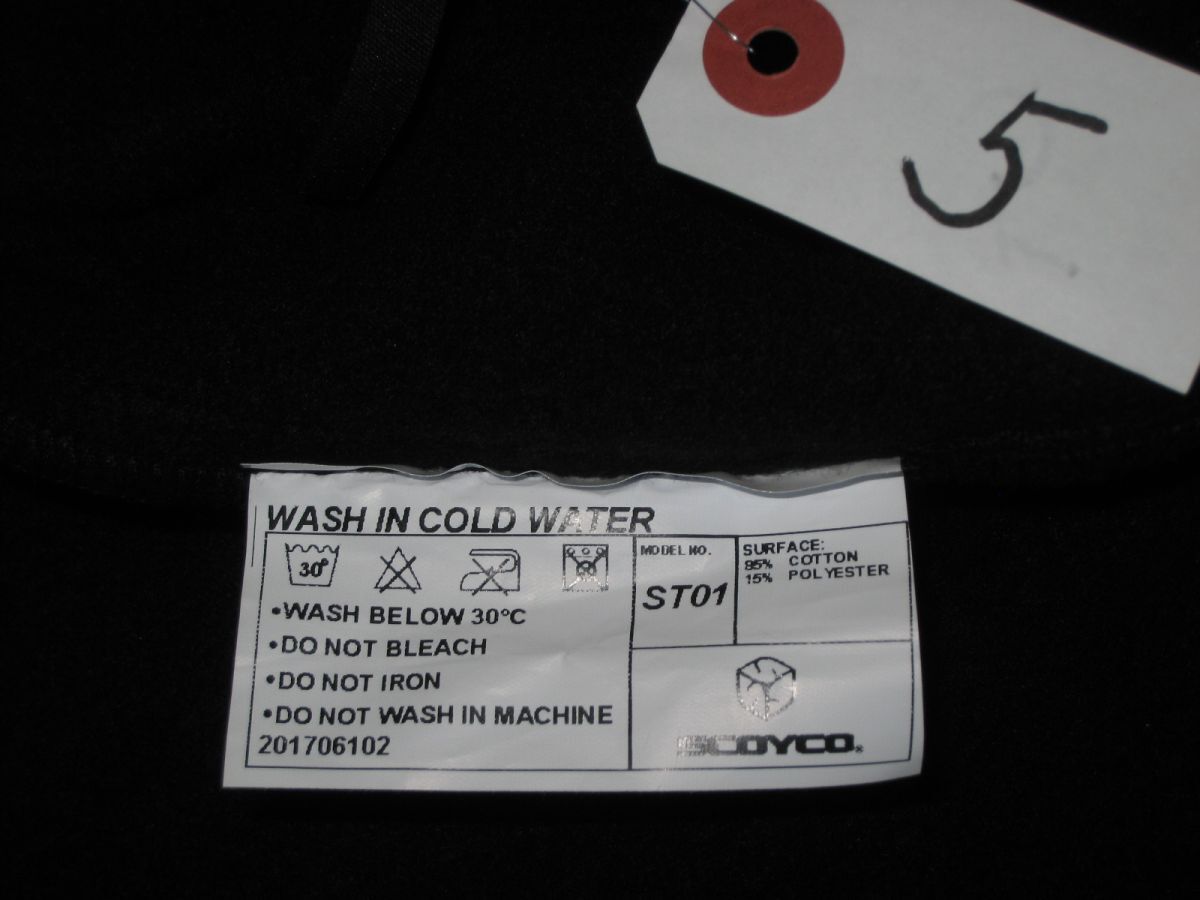 5
WASH IN COLD WATER
30°
•WASH BELOW 30°C
•DO NOT BLEACH
•DO NOT IRON
•DO NOT WASH IN MACHINE
201706102
MODEL NO.
ST01
SURFACE:
85% COTTON
15% POLYESTER
SCOYCO®